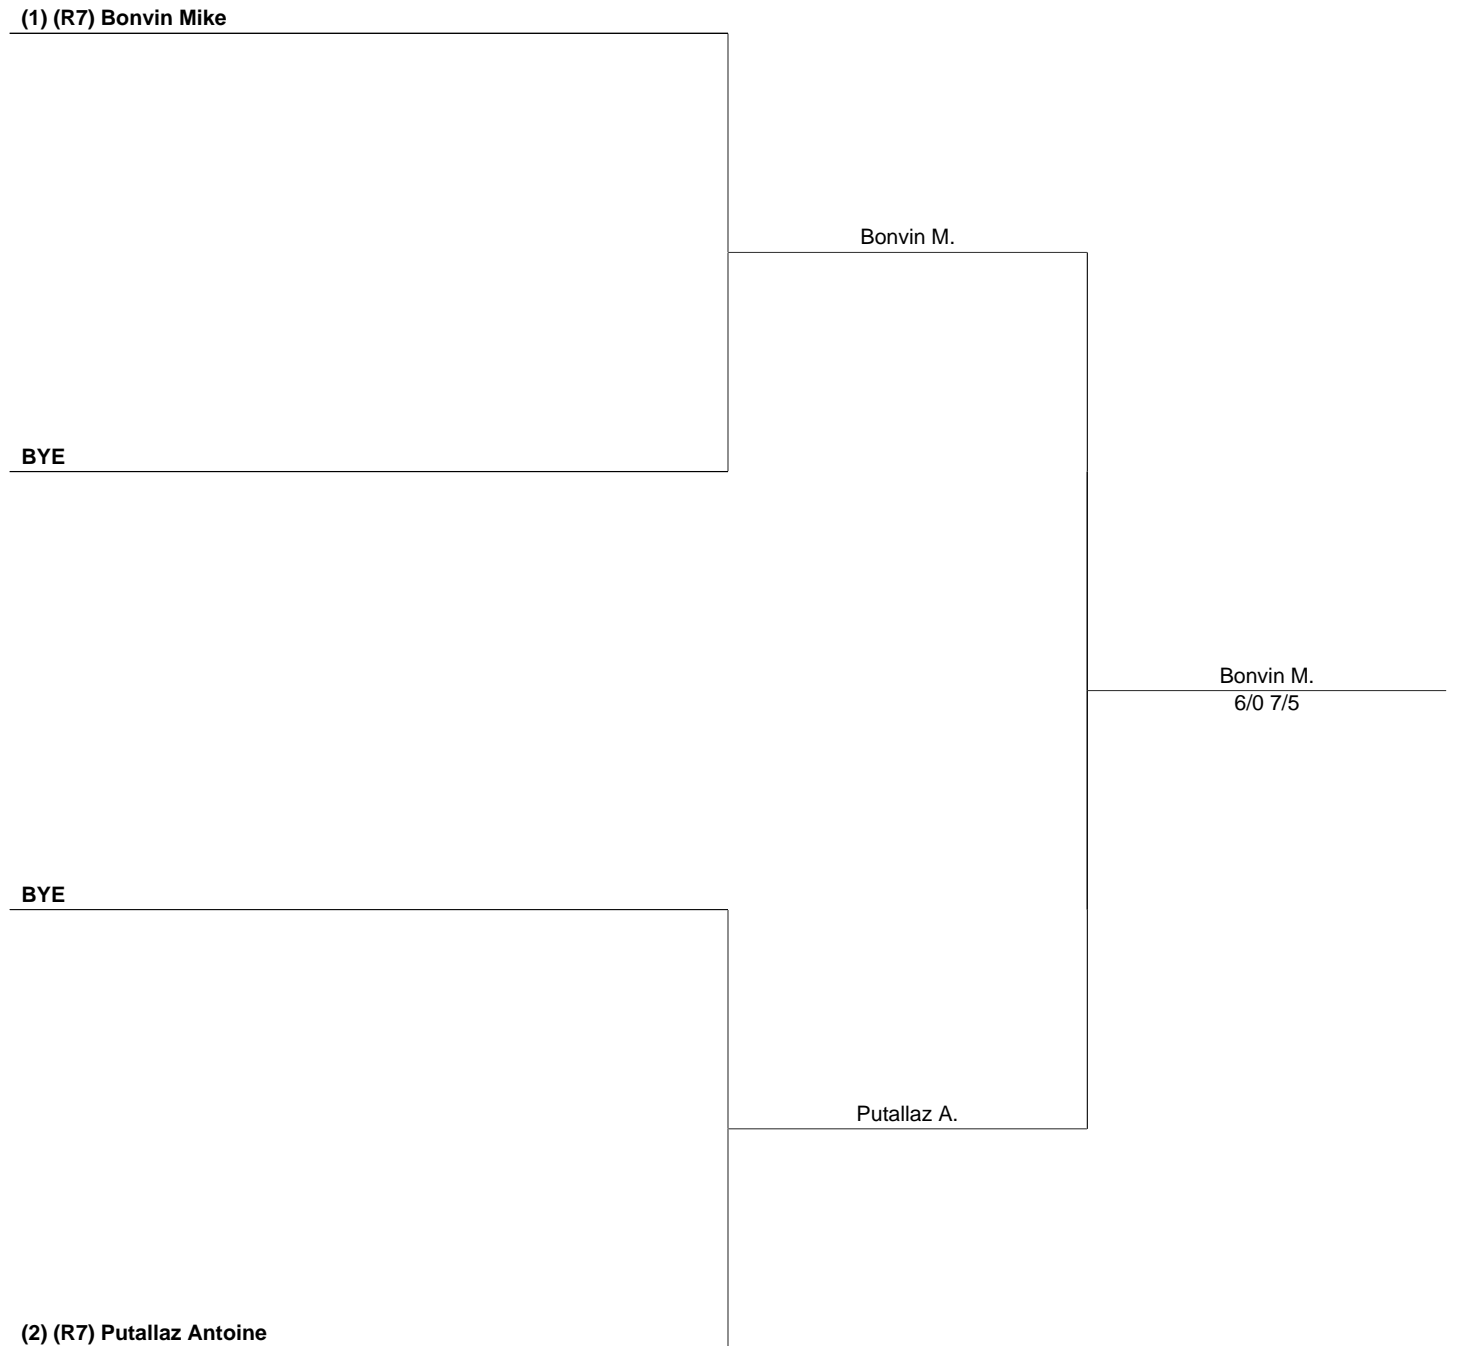 (1) (R7) Bonvin Mike
Bonvin M.
BYE
Bonvin M.
6/0 7/5
BYE
Putallaz A.
(2) (R7) Putallaz Antoine